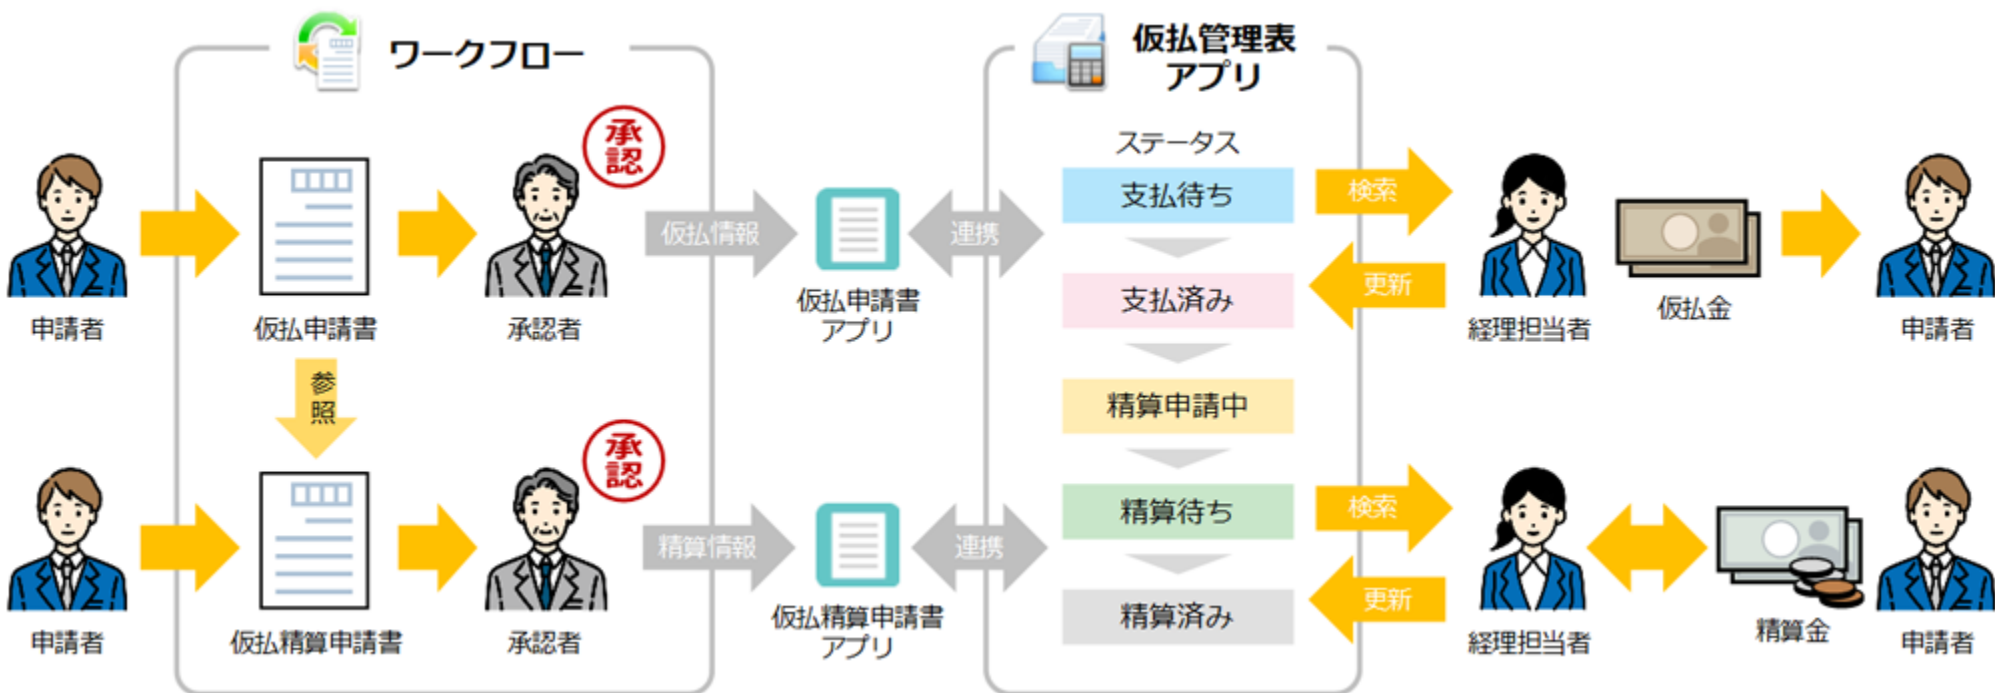 ワークフロー
仮払管理表
アプリ
承
認
ステータス
支払待ち
検索
仮払情報
連携
支払済み
更新
申請者
仮払申請書
承認者
仮払申請書
アプリ
経理担当者
仮払金
申請者
参
照
精算申請中
承
認
精算待ち
検索
精算情報
連携
精算済み
更新
申請者
仮払精算申請書
承認者
仮払精算申請書
アプリ
経理担当者
精算金
申請者